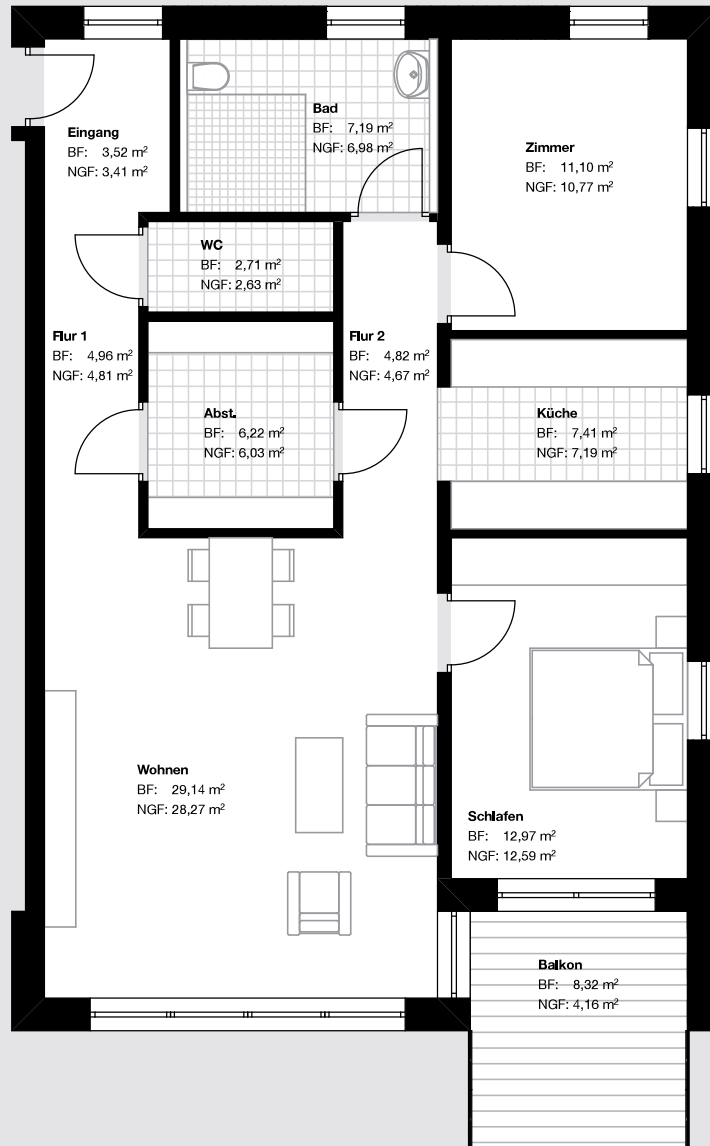 Eingang
BF: 3,52 m²
NGF: 3,41 m²
Bad
BF: 7,19 m²
NGF: 6,98 m²
Zimmer
BF: 11,10 m²
NGF: 10,77 m²
WC
BF: 2,71 m²
NGF: 2,63 m²
Flur 1
BF: 4,96 m²
NGF: 4,81 m²
Flur 2
BF: 4,82 m²
NGF: 4,67 m²
Abst.
BF: 6,22 m²
NGF: 6,03 m²
Küche
BF: 7,41 m²
NGF: 7,19 m²
Wohnen
BF: 29,14 m²
NGF: 28,27 m²
Schlafen
BF: 12,97 m²
NGF: 12,59 m²
Balkon
BF: 8,32 m²
NGF: 4,16 m²